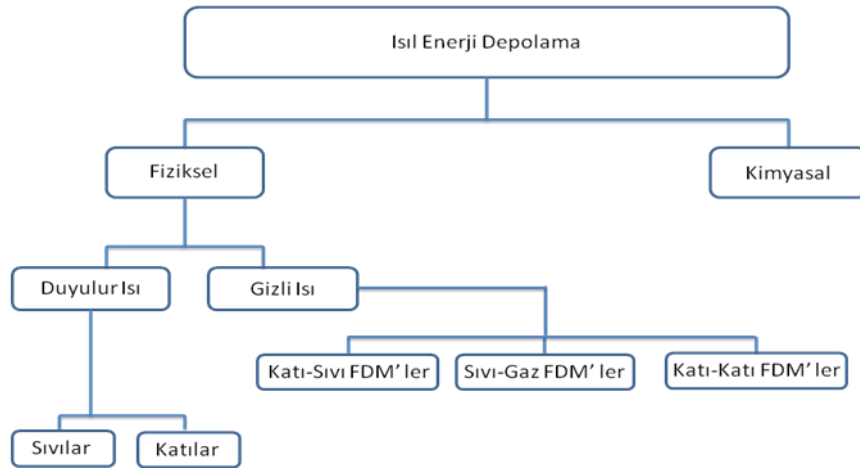 Isıl Enerji Depolama
Fiziksel
Kimyasal
Duyulur Isı
Gizli Isı
Katı-Sıvı FDM' ler
Sıvı-Gaz FDM' ler
Katı-Katı FDM' ler
Sıvılar
Katılar